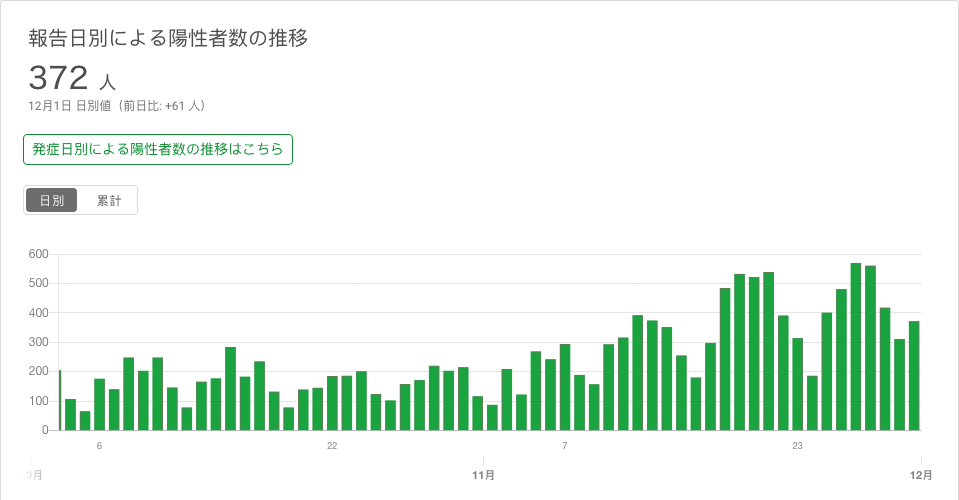 報告日別による陽性者数の推移
372 人
12月1日 日別値（前日比: +61 人）
発症日別による陽性者数の推移はこちら
日別 累計
600
500
400
300
200
100
0
6 22 7 23
0月 11月 12月